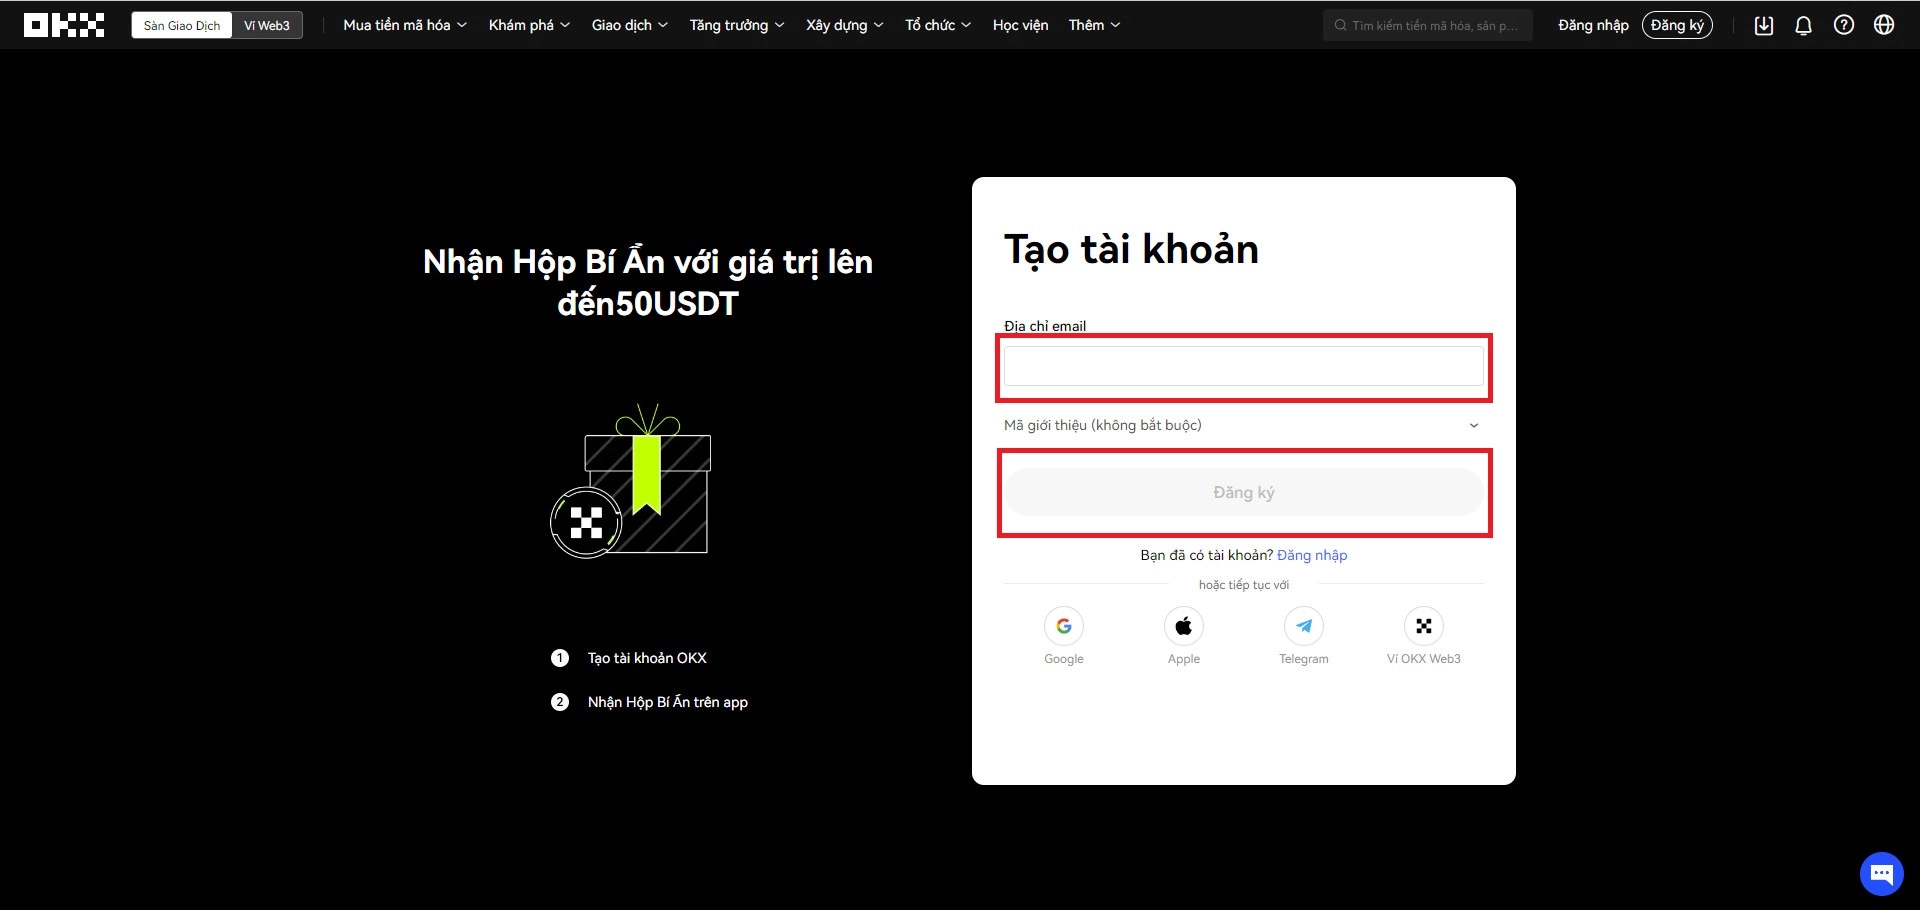 OKX
Sàn Giao Dịch
Ví Web3
Mua tiền mã hóa
Khám phá
Giao dịch
Tăng trưởng
Xây dựng
Tổ chức
Học viện
Thêm
Tìm kiếm tiền mã hóa, sản p...
Đăng nhập
Đăng ký
Nhận Hộp Bí Ẩn với giá trị lên
đến50USDT
1 Tạo tài khoản OKX
2 Nhận Hộp Bí Ẩn trên app
Tạo tài khoản
Địa chỉ email
Mã giới thiệu (không bắt buộc)
Đăng ký
Bạn đã có tài khoản? Đăng nhập
hoặc tiếp tục với
Google
Apple
Telegram
Ví OKX Web3